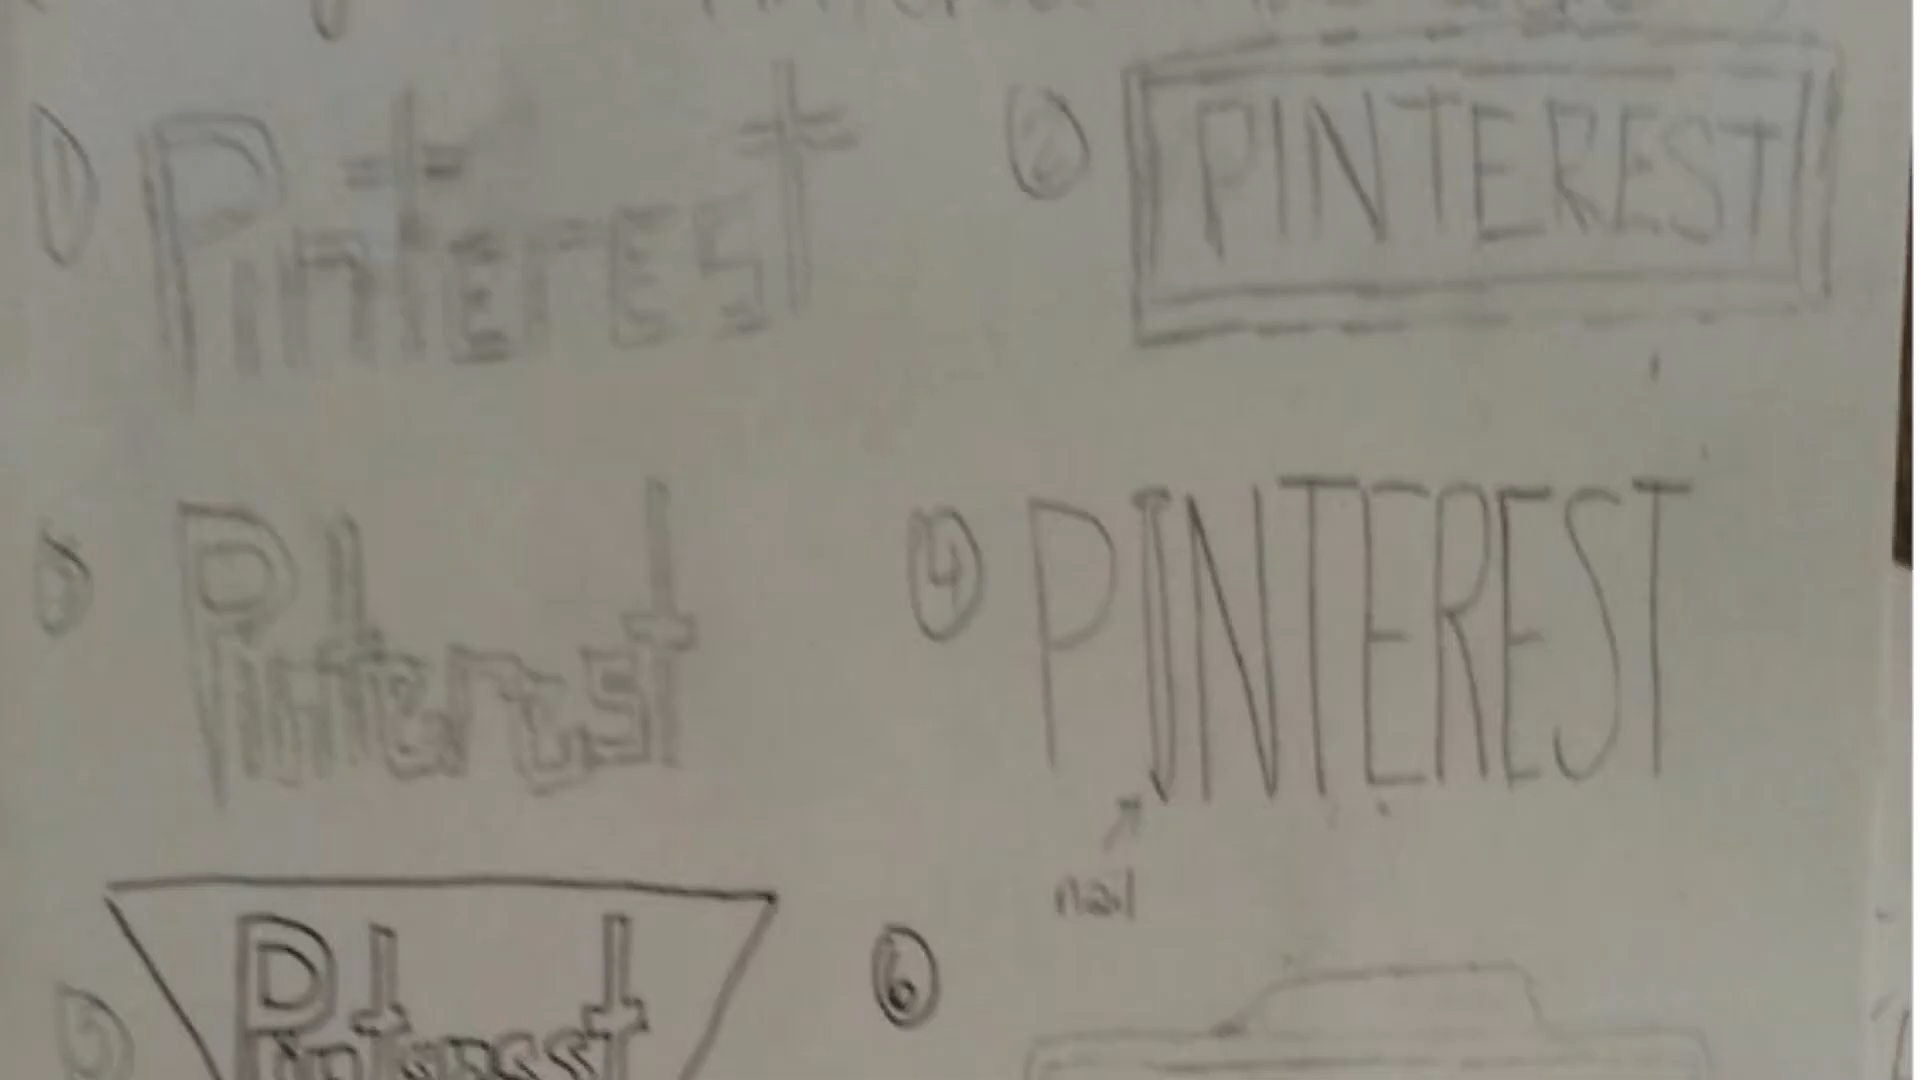 1 Pinterest
2 PINTEREST
3 Pinterest
4 PINTEREST
nail
5 Pinterest
6